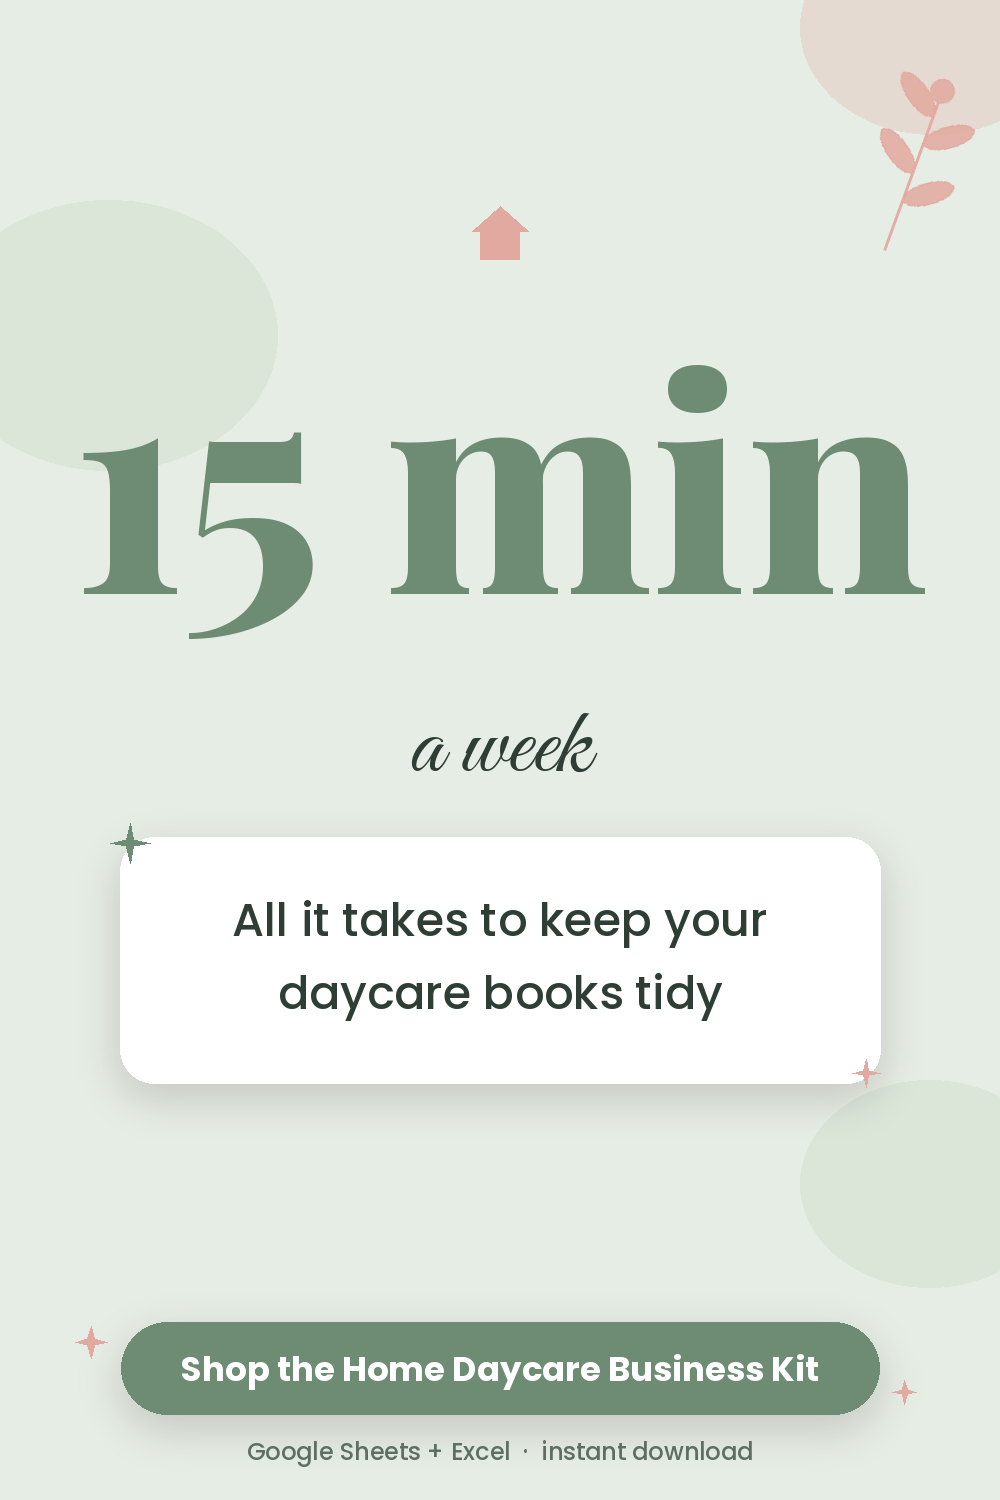 15 min
a week
All it takes to keep your
daycare books tidy
Shop the Home Daycare Business Kit
Google Sheets + Excel · instant download